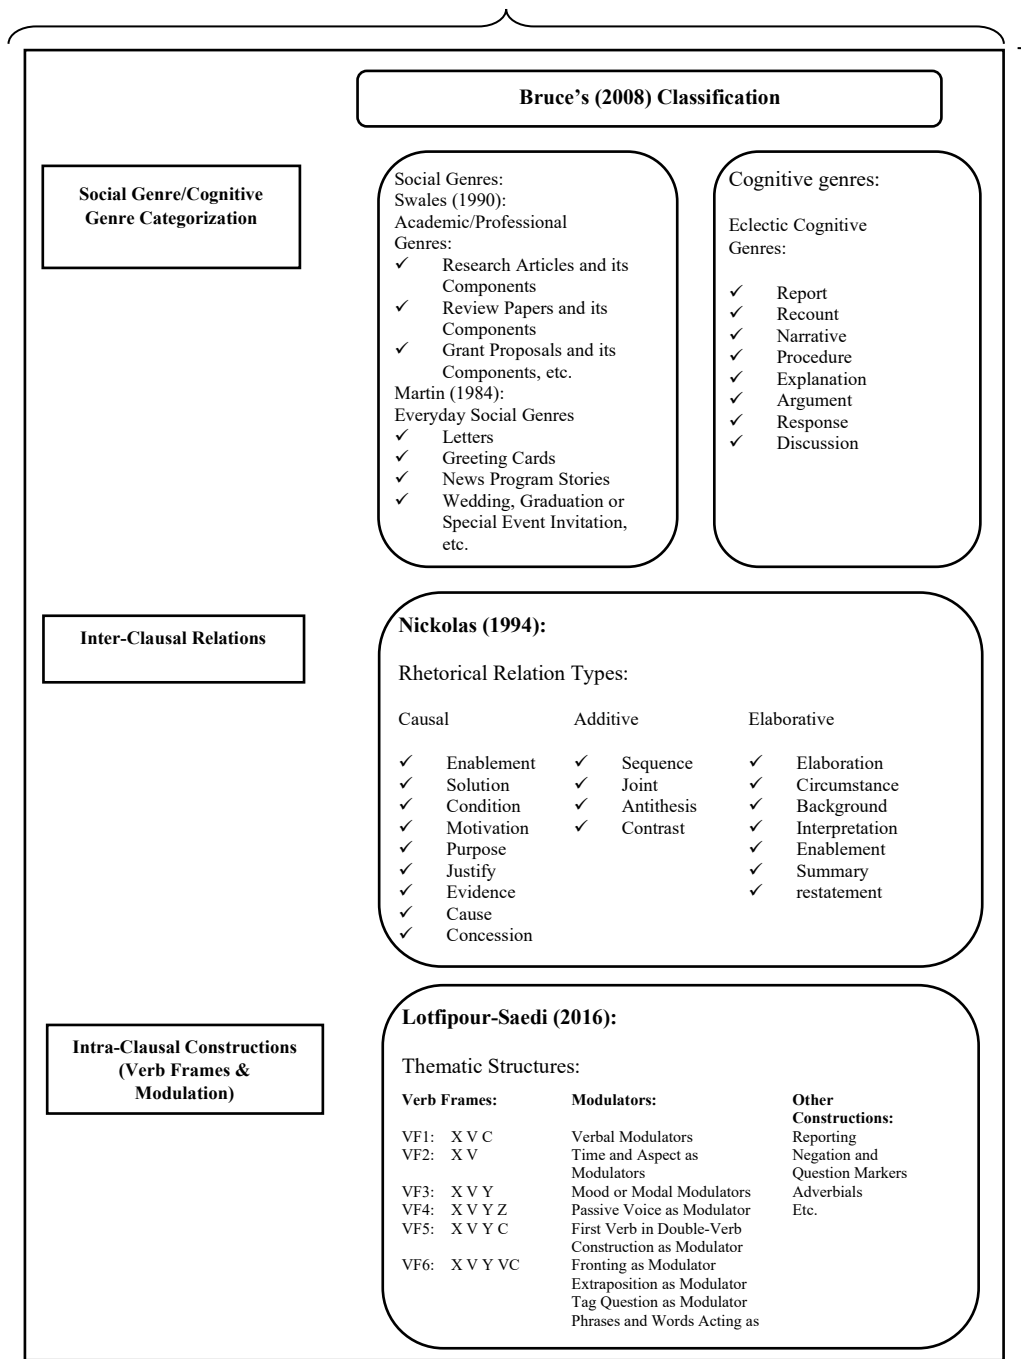 Bruce’s (2008) Classification
Social Genre/Cognitive
Genre Categorization
Social Genres:
Swales (1990):
Academic/Professional
Genres:
✓ Research Articles and its
Components
✓ Review Papers and its
Components
✓ Grant Proposals and its
Components, etc.
Martin (1984):
Everyday Social Genres
✓ Letters
✓ Greeting Cards
✓ News Program Stories
✓ Wedding, Graduation or
Special Event Invitation,
etc.
Cognitive genres:
Eclectic Cognitive
Genres:
✓ Report
✓ Recount
✓ Narrative
✓ Procedure
✓ Explanation
✓ Argument
✓ Response
✓ Discussion
Inter-Clausal Relations
Nickolas (1994):
Rhetorical Relation Types:
Causal
✓ Enablement
✓ Solution
✓ Condition
✓ Motivation
✓ Purpose
✓ Justify
✓ Evidence
✓ Cause
✓ Concession
Additive
✓ Sequence
✓ Joint
✓ Antithesis
✓ Contrast
Elaborative
✓ Elaboration
✓ Circumstance
✓ Background
✓ Interpretation
✓ Enablement
✓ Summary
✓ restatement
Intra-Clausal Constructions
(Verb Frames &
Modulation)
Lotfipour-Saedi (2016):
Thematic Structures:
Verb Frames:
VF1: X V C
VF2: X V
VF3: X V Y
VF4: X V Y Z
VF5: X V Y C
VF6: X V Y VC
Modulators:
Verbal Modulators
Time and Aspect as
Modulators
Mood or Modal Modulators
Passive Voice as Modulator
First Verb in Double-Verb
Construction as Modulator
Fronting as Modulator
Extraposition as Modulator
Tag Question as Modulator
Phrases and Words Acting as
Other
Constructions:
Reporting
Negation and
Question Markers
Adverbials
Etc.